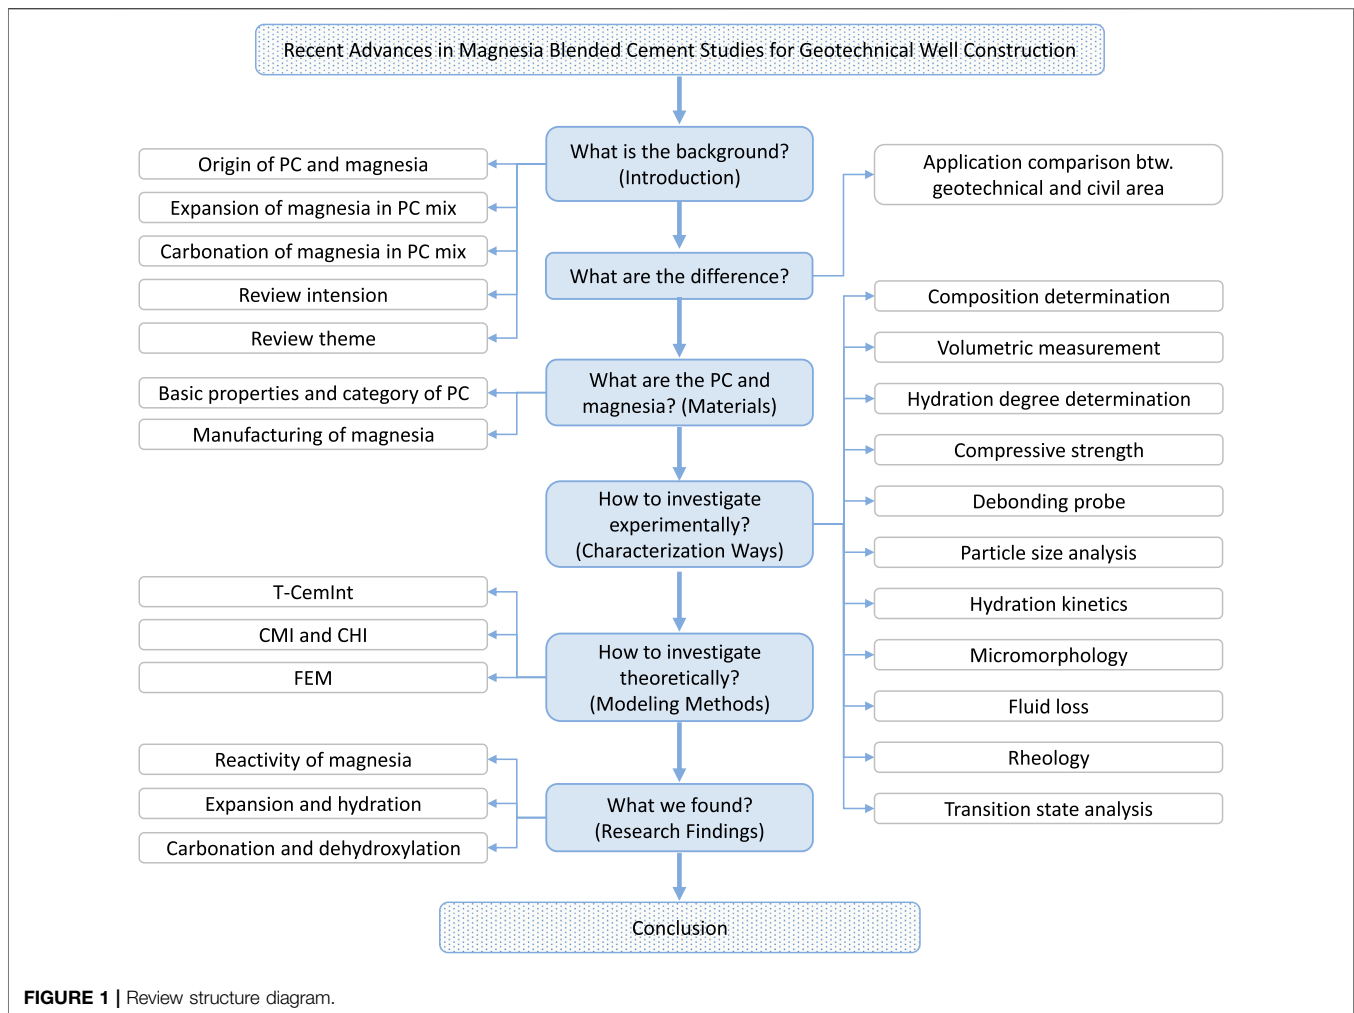 Recent Advances in Magnesia Blended Cement Studies for Geotechnical Well Construction
What is the background?
(Introduction)
Origin of PC and magnesia
Expansion of magnesia in PC mix
Carbonation of magnesia in PC mix
Review intension
Review theme
What are the difference?
Application comparison btw.
geotechnical and civil area
What are the PC and
magnesia? (Materials)
Basic properties and category of PC
Manufacturing of magnesia
How to investigate
experimentally?
(Characterization Ways)
Composition determination
Volumetric measurement
Hydration degree determination
Compressive strength
Debonding probe
Particle size analysis
Hydration kinetics
Micromorphology
Fluid loss
Rheology
Transition state analysis
How to investigate
theoretically?
(Modeling Methods)
T-CemInt
CMI and CHI
FEM
What we found?
(Research Findings)
Reactivity of magnesia
Expansion and hydration
Carbonation and dehydroxylation
Conclusion
FIGURE 1 | Review structure diagram.